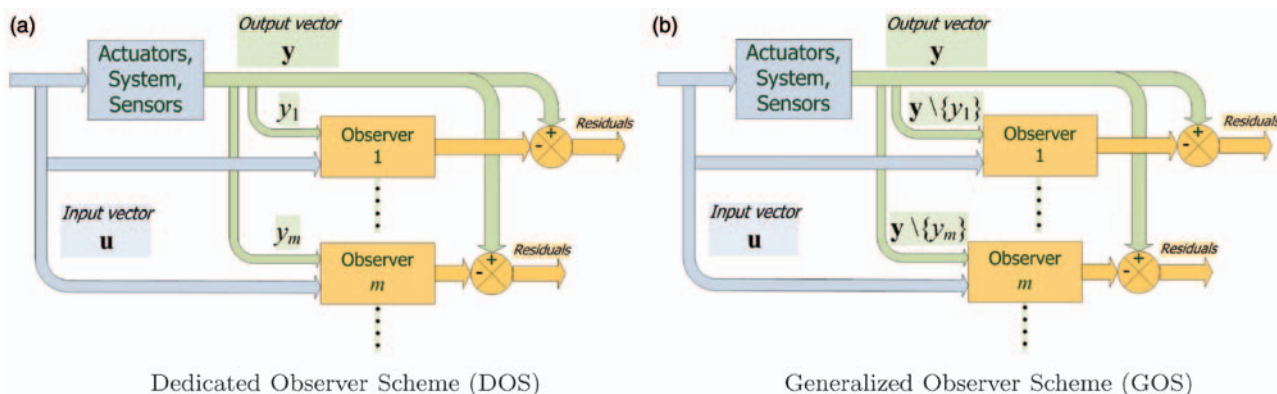 (a)
Output vector
y
Actuators,
System,
Sensors
y1
Observer
1
Residuals
Input vector
u
ym
Observer
m
Residuals
Dedicated Observer Scheme (DOS)
(b)
Output vector
y
Actuators,
System,
Sensors
y \{y1}
Observer
1
Residuals
Input vector
u
y \{ym}
Observer
m
Residuals
Generalized Observer Scheme (GOS)
+
-
+
-
+
-
+
-